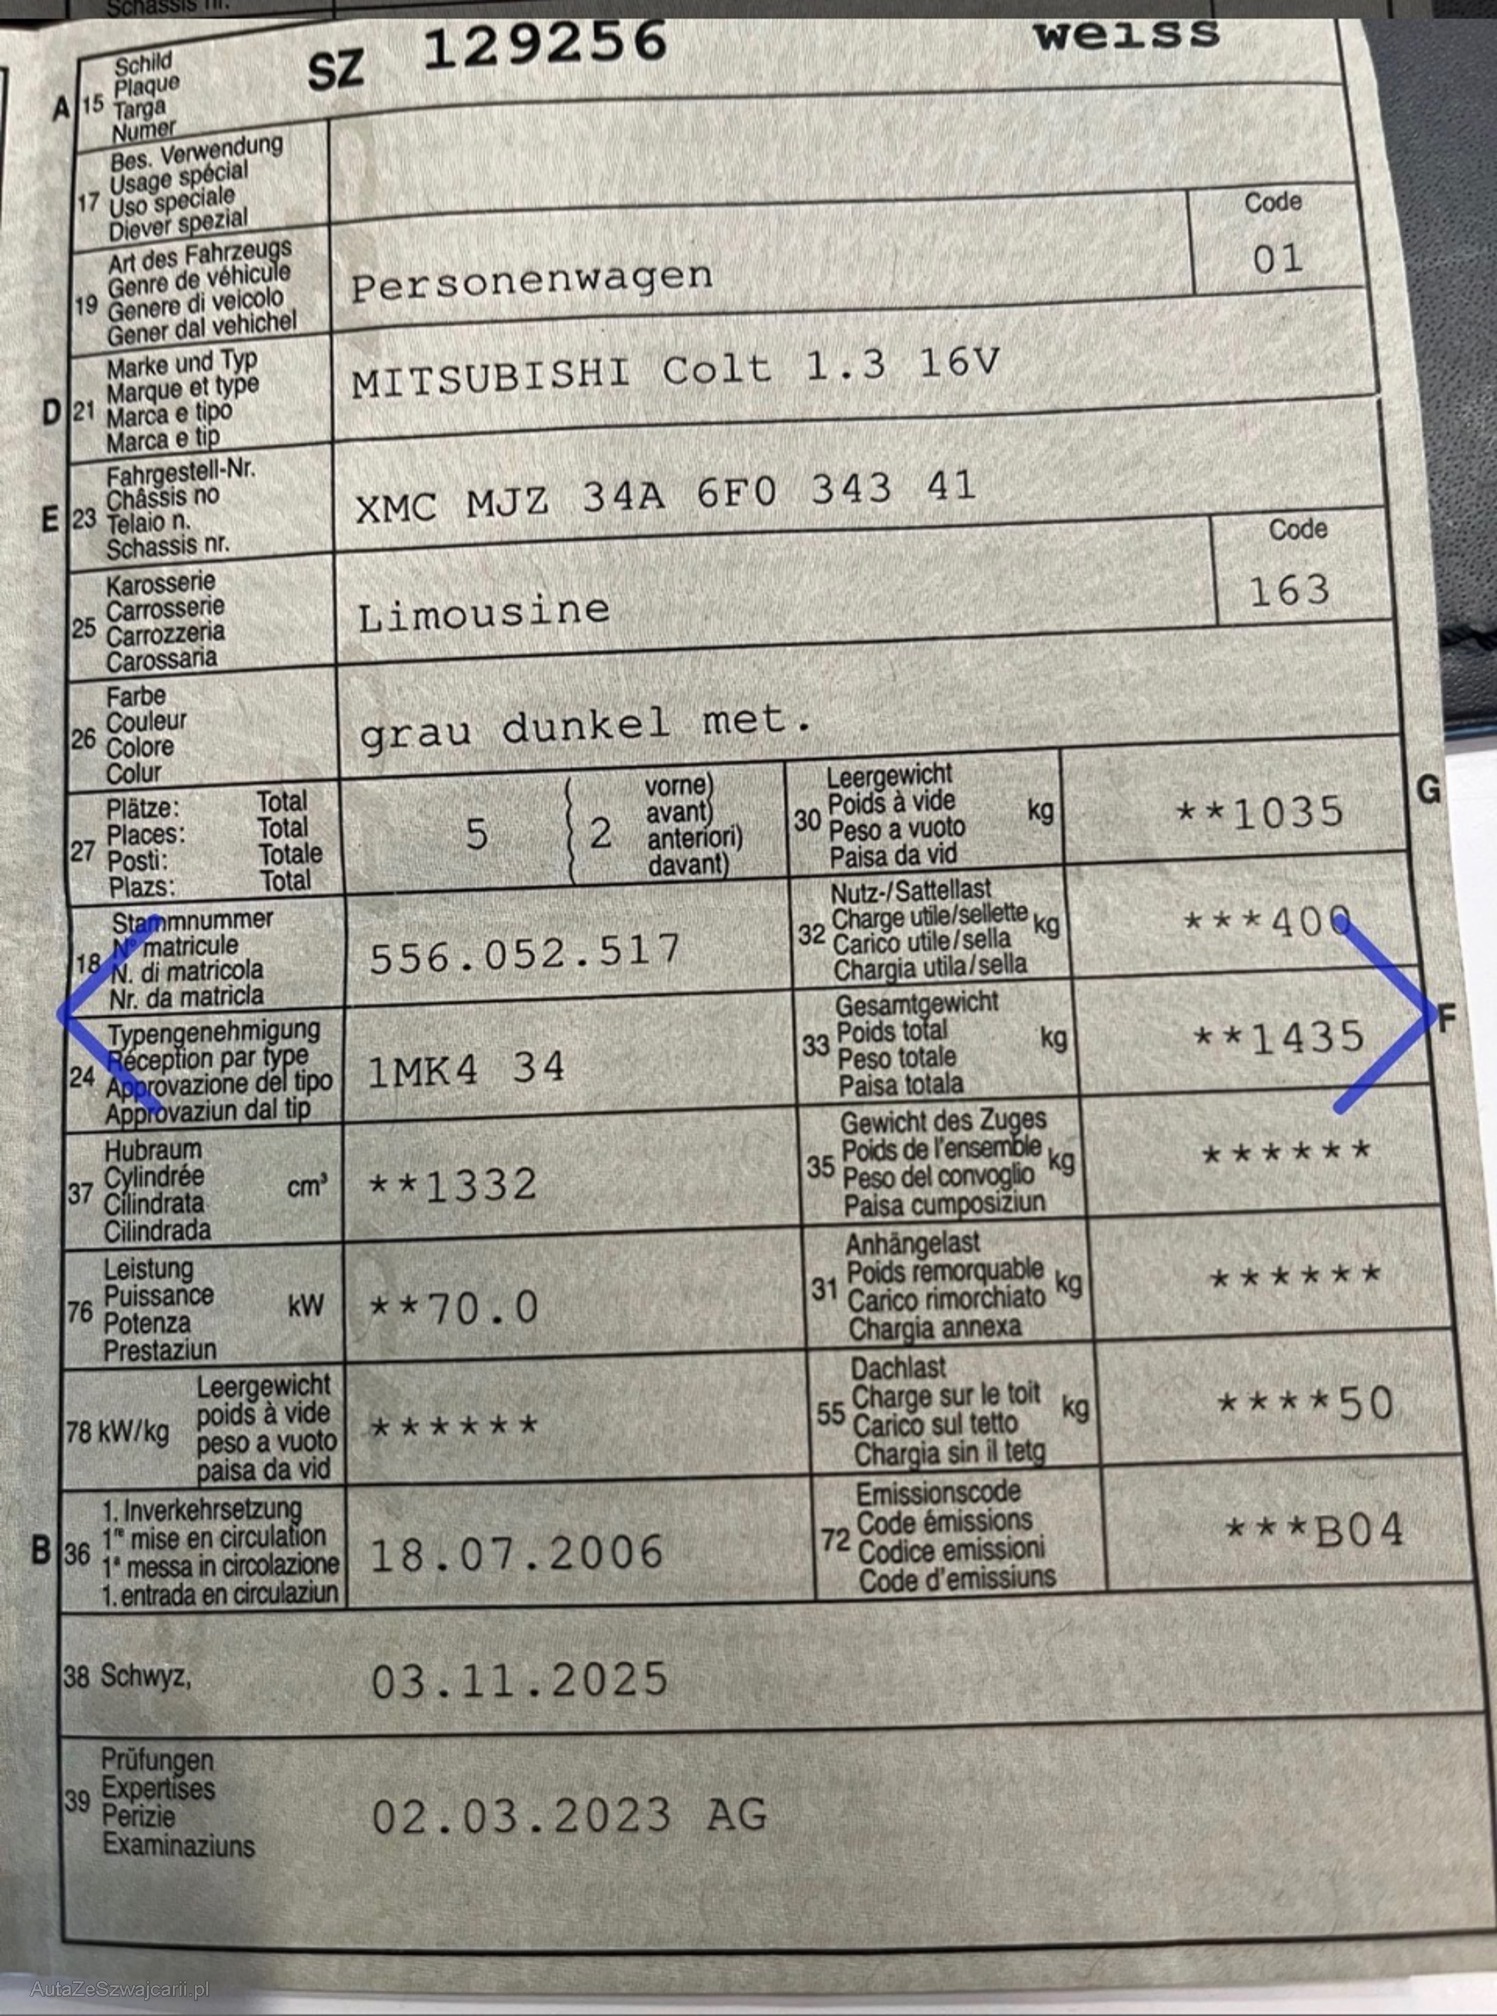 Schassis nr.
A 15 Schild
Plaque
Targa
Numer
SZ 129256 weiss
17 Bes. Verwendung
Usage spécial
Uso speciale
Diever spezial
19 Art des Fahrzeugs
Genre de véhicule
Genere di veicolo
Gener dal vehichel
Personenwagen
Code
01
D 21 Marke und Typ
Marque et type
Marca e tipo
Marca e tip
MITSUBISHI Colt 1.3 16V
E 23 Fahrgestell-Nr.
Châssis no
Telaio n.
Schassis nr.
XMC MJZ 34A 6F0 343 41
25 Karosserie
Carrosserie
Carrozzeria
Carossaria
Limousine
Code
163
26 Farbe
Couleur
Colore
Colur
grau dunkel met.
27 Plätze: Total
Places: Total
Posti: Totale
Plazs: Total
5 2
vorne)
avant)
anteriori)
davant)
30 Leergewicht
Poids à vide kg
Peso a vuoto
Paisa da vid
**1035
G
18 Stammnummer
N° matricule
N. di matricola
Nr. da matricla
556.052.517
32 Nutz-/Sattellast
Charge utile/sellette kg
Carico utile/sella
Chargia utila/sella
***400
24 Typengenehmigung
Réception par type
Approvazione del tipo
Approvaziun dal tip
1MK4 34
33 Gesamtgewicht
Poids total kg
Peso totale
Paisa totala
**1435
F
37 Hubraum
Cylindrée cm³
Cilindrata
Cilindrada
**1332
35 Gewicht des Zuges
Poids de l'ensemble kg
Peso del convoglio
Paisa cumposiziun
******
76 Leistung
Puissance kW
Potenza
Prestaziun
**70.0
31 Anhängelast
Poids remorquable kg
Carico rimorchiato
Chargia annexa
******
78 kW/kg Leergewicht
poids à vide
peso a vuoto
paisa da vid
******
55 Dachlast
Charge sur le toit kg
Carico sul tetto
Chargia sin il tetg
****50
B 36 1. Inverkehrsetzung
1re mise en circulation
1a messa in circolazione
1. entrada en circulaziun
18.07.2006
72 Emissionscode
Code émissions
Codice emissioni
Code d'emissiuns
***B04
38 Schwyz, 03.11.2025
39 Prüfungen
Expertises
Perizie
Examinaziuns
02.03.2023 AG
AutaZeSzwajcarii.pl